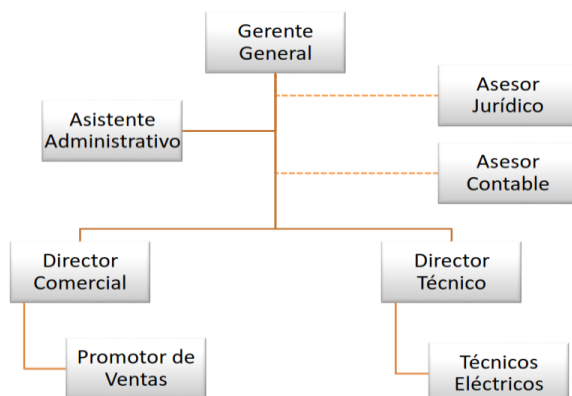 Gerente
General
Asesor
Jurídico
Asistente
Administrativo
Asesor
Contable
Director
Comercial
Director
Técnico
Promotor de
Ventas
Técnicos
Eléctricos